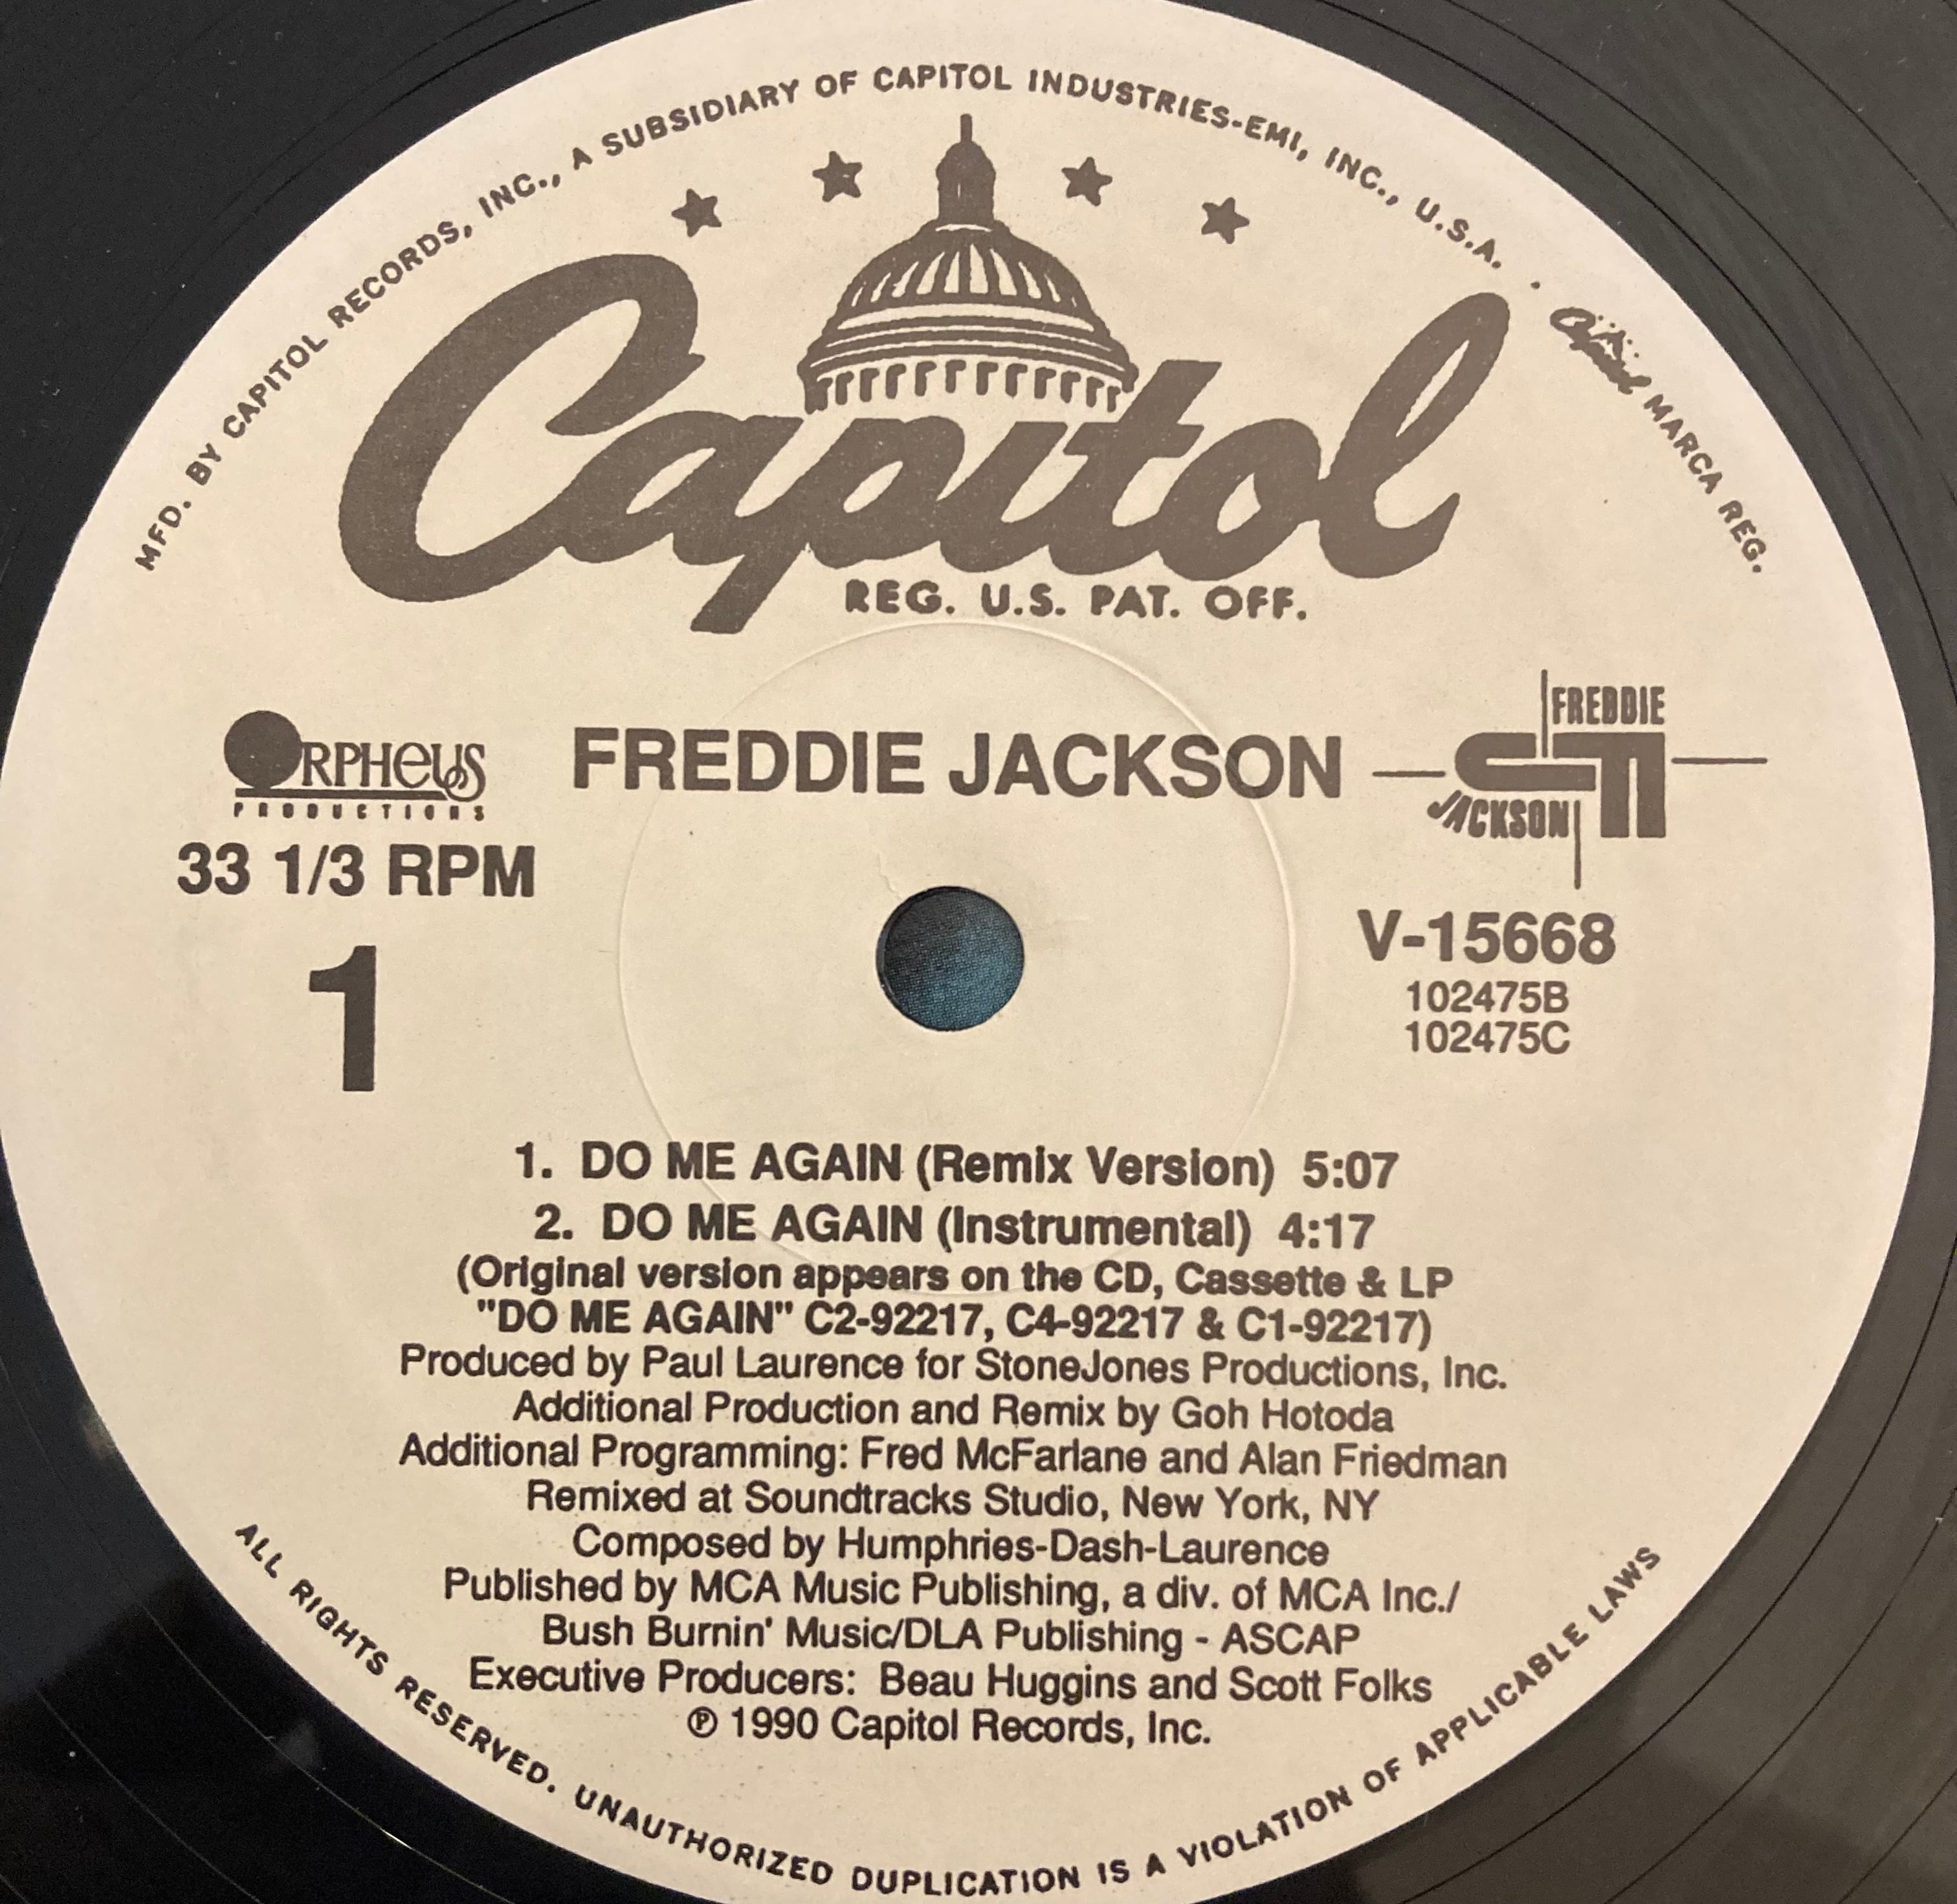 MFD. BY CAPITOL RECORDS, INC., A SUBSIDIARY OF CAPITOL INDUSTRIES-EMI, INC., U.S.A. · Capitol MARCA REG.
Capitol
REG. U.S. PAT. OFF.
ORPHEUS
PRODUCTIONS
FREDDIE JACKSON
FREDDIE
JACKSON
33 1/3 RPM
1
V-15668
102475B
102475C
1. DO ME AGAIN (Remix Version) 5:07
2. DO ME AGAIN (Instrumental) 4:17
(Original version appears on the CD, Cassette & LP
"DO ME AGAIN" C2-92217, C4-92217 & C1-92217)
Produced by Paul Laurence for StoneJones Productions, Inc.
Additional Production and Remix by Goh Hotoda
Additional Programming: Fred McFarlane and Alan Friedman
Remixed at Soundtracks Studio, New York, NY
Composed by Humphries-Dash-Laurence
Published by MCA Music Publishing, a div. of MCA Inc./
Bush Burnin' Music/DLA Publishing - ASCAP
Executive Producers: Beau Huggins and Scott Folks
℗ 1990 Capitol Records, Inc.
ALL RIGHTS RESERVED. UNAUTHORIZED DUPLICATION IS A VIOLATION OF APPLICABLE LAWS